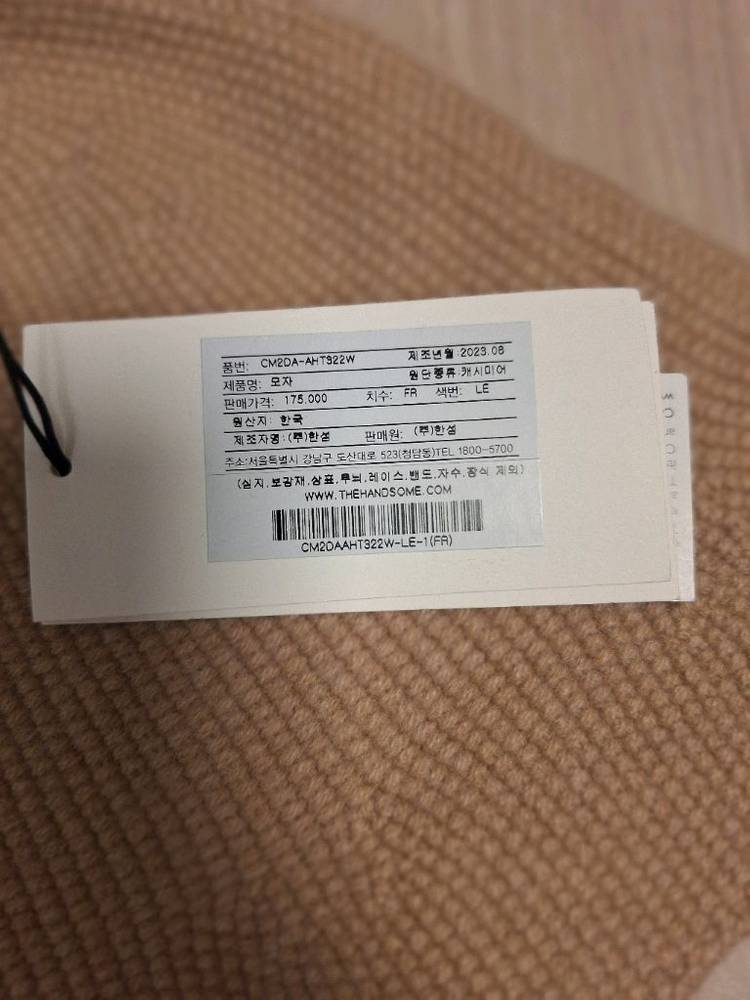 품번: CM2DA-AHT322W 제조년월:2023.08
제품명: 모자 원단종류:캐시미어
판매가격: 175,000 치수: FR 색번: LE
원산지: 한국
제조자명:(주)한섬 판매원: (주)한섬
주소:서울특별시 강남구 도산대로 523(청담동)TEL 1800-5700
(심지,보강재,상표,무늬,레이스,밴드,자수,장식 제외)
WWW.THEHANDSOME.COM
CM2DAAHT322W-LE-1(FR)